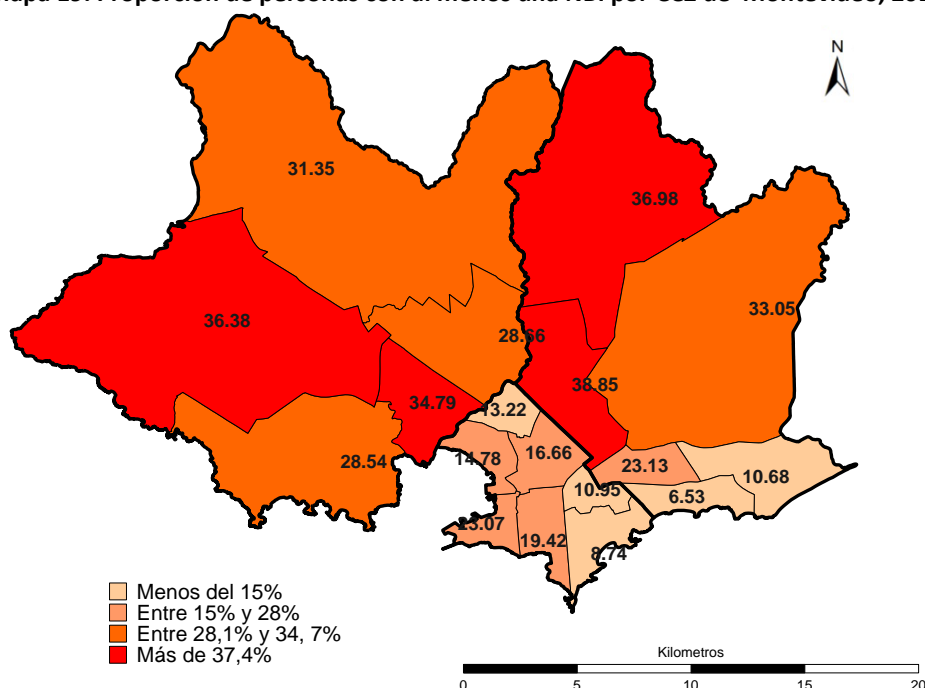 Proporción de personas con al menos una NBI por CCZ de Montevideo,
N
31.35
36.98
33.05
36.38
28.66
38.85
34.79
13.22
28.54
14.78
16.66
23.13
10.68
10.95
6.53
23.07
19.42
8.74
Menos del 15%
Entre 15% y 28%
Entre 28,1% y 34, 7%
Más de 37,4%
Kilometros
0 5 10 15 20